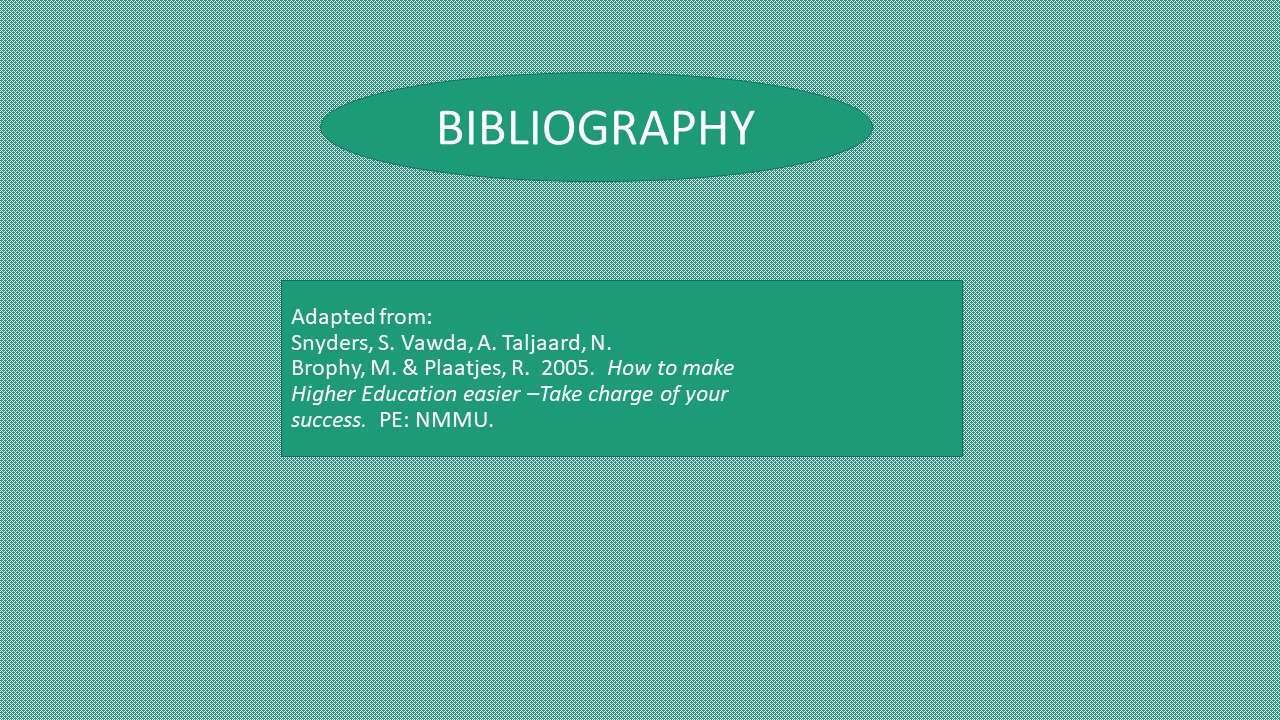 BIBLIOGRAPHY
Adapted from:
Snyders, S. Vawda, A. Taljaard, N.
Brophy, M. & Plaatjes, R.  2005.  How to make
Higher Education easier –Take charge of your
success.  PE: NMMU.